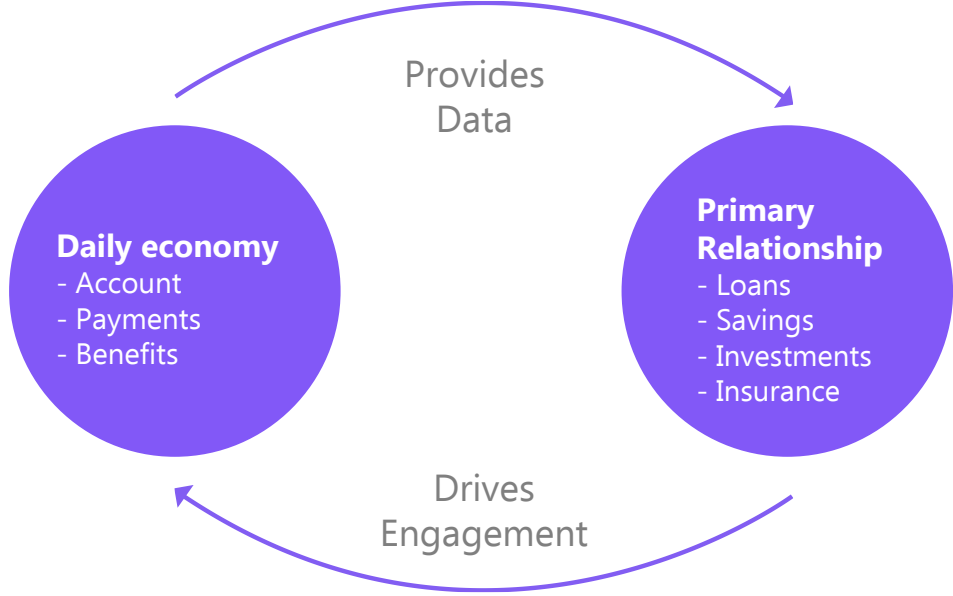 Provides
Data
Daily economy
- Account
- Payments
- Benefits
Primary
Relationship
- Loans
- Savings
- Investments
- Insurance
Drives
Engagement